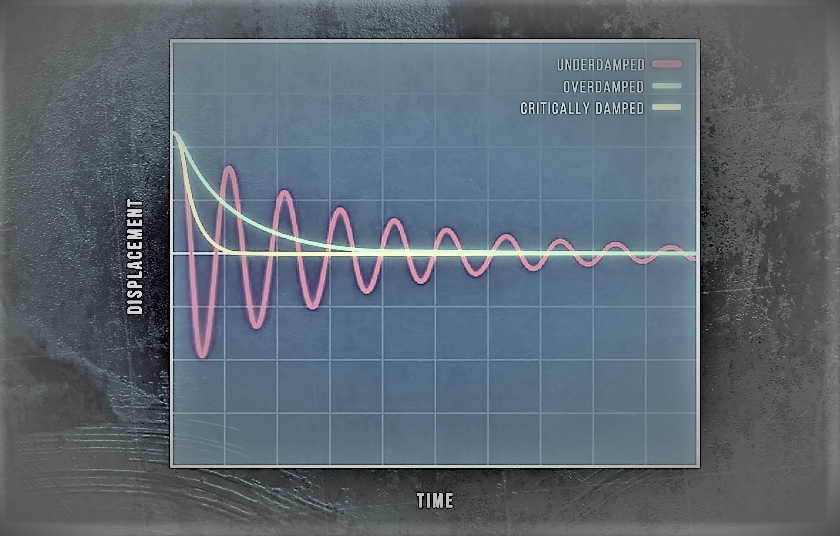 UNDERDAMPED
OVERDAMPED
CRITICALLY DAMPED
DISPLACEMENT
TIME